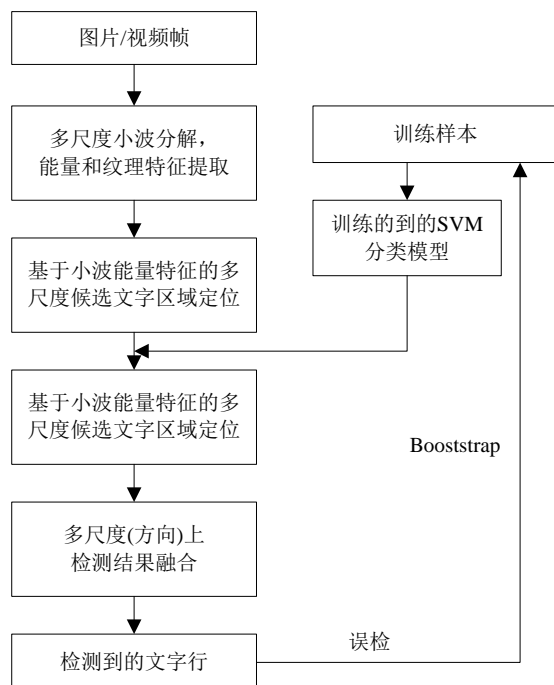 图片/视频帧
多尺度小波分解，
能量和纹理特征提取
训练样本
训练的到的SVM
分类模型
基于小波能量特征的多
尺度候选文字区域定位
基于小波能量特征的多
尺度候选文字区域定位
Booststrap
多尺度(方向)上
检测结果融合
误检
检测到的文字行